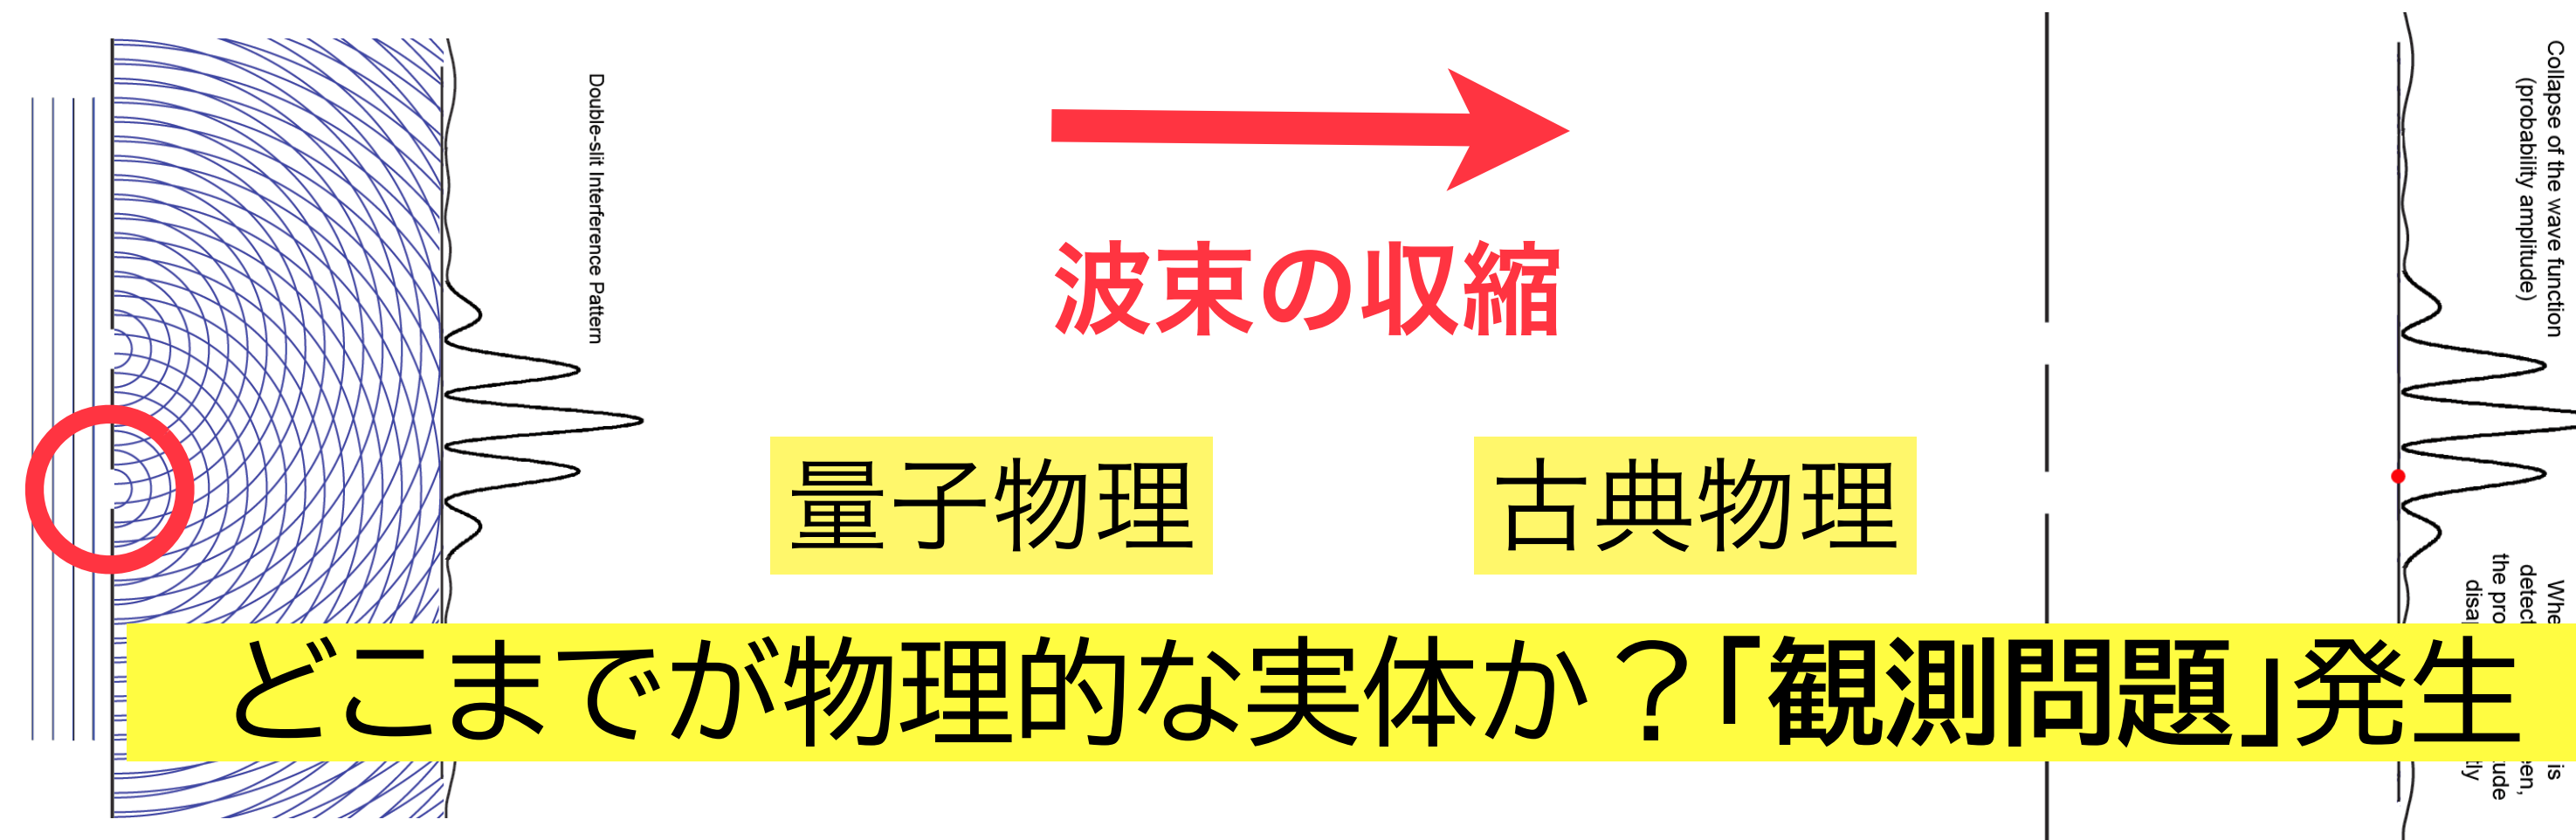 Double-slit Interference Pattern
波束の収縮
量子物理
古典物理
Collapse of the wave function
(probability amplitude)
is
the
どこまでが物理的な実体か？「観測問題」発生